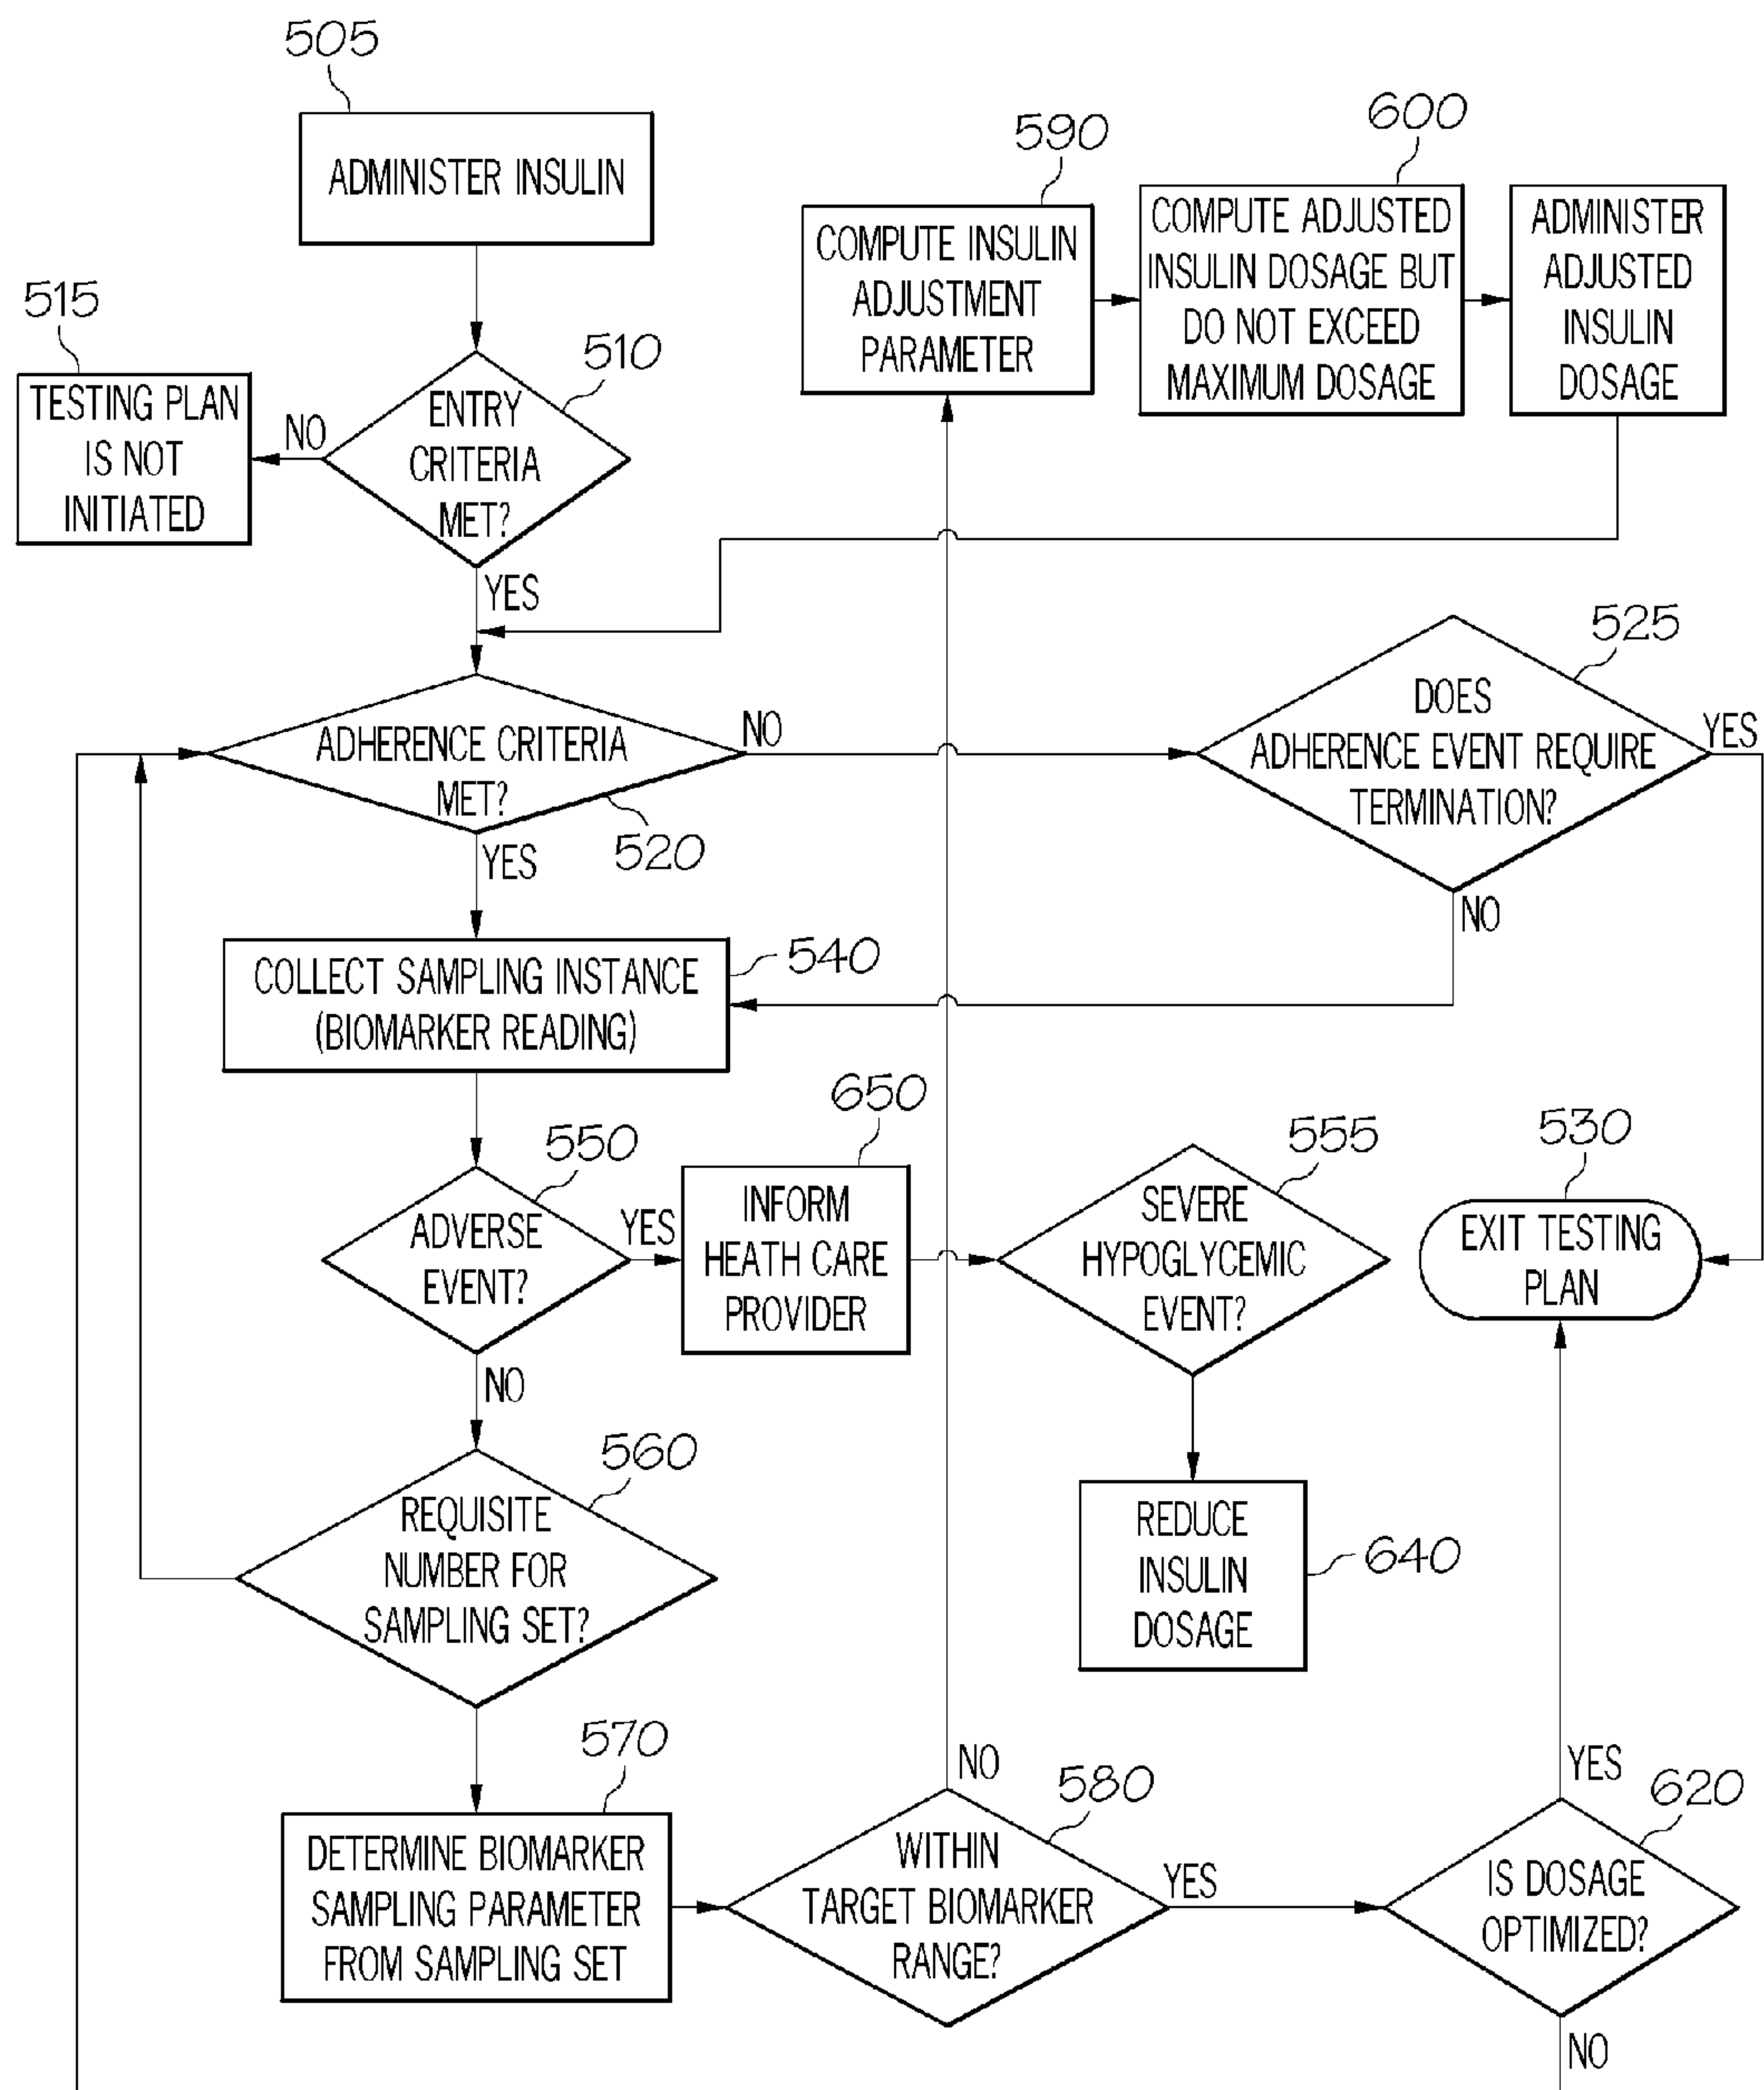 505
ADMINISTER INSULIN
590
600
COMPUTE INSULIN
ADJUSTMENT
PARAMETER
COMPUTE ADJUSTED
INSULIN DOSAGE BUT
DO NOT EXCEED
MAXIMUM DOSAGE
ADMINISTER
ADJUSTED
INSULIN
DOSAGE
515
TESTING PLAN
IS NOT
INITIATED
NO
510
ENTRY
CRITERIA
MET?
YES
ADHERENCE CRITERIA
MET?
520
NO
YES
525
DOES
ADHERENCE EVENT REQUIRE
TERMINATION?
YES
NO
COLLECT SAMPLING INSTANCE
(BIOMARKER READING)
540
550
ADVERSE
EVENT?
YES
NO
650
INFORM
HEATH CARE
PROVIDER
555
SEVERE
HYPOGLYCEMIC
EVENT?
530
EXIT TESTING
PLAN
560
REQUISITE
NUMBER FOR
SAMPLING SET?
REDUCE
INSULIN
DOSAGE
640
570
DETERMINE BIOMARKER
SAMPLING PARAMETER
FROM SAMPLING SET
NO
580
WITHIN
TARGET BIOMARKER
RANGE?
YES
YES
620
IS DOSAGE
OPTIMIZED?
NO